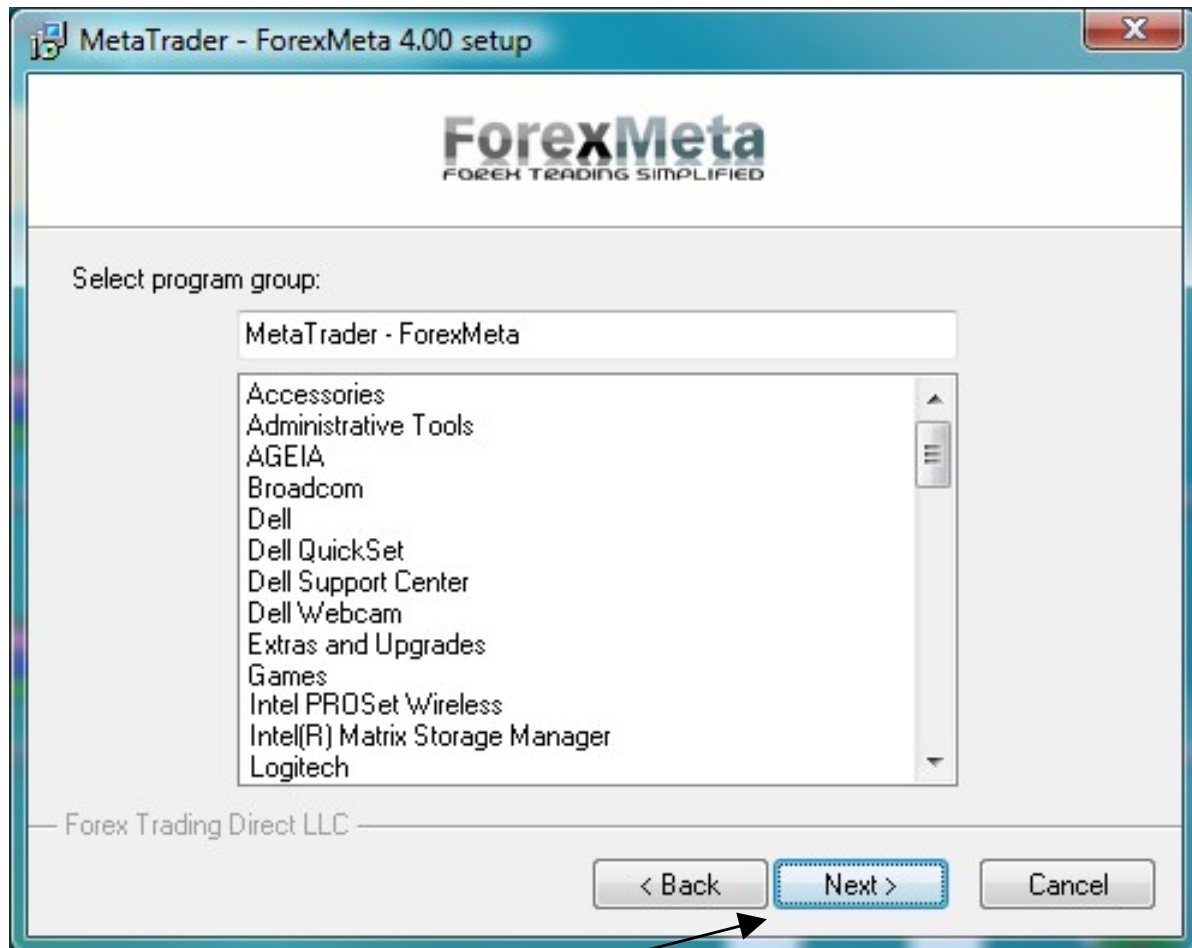 MetaTrader - ForexMeta 4.00 setup
ForexMeta
FOREX TRADING SIMPLIFIED
Select program group:
MetaTrader - ForexMeta
Accessories
Administrative Tools
AGEIA
Broadcom
Dell
Dell QuickSet
Dell Support Center
Dell Webcam
Extras and Upgrades
Games
Intel PROSet Wireless
Intel(R) Matrix Storage Manager
Logitech
Forex Trading Direct LLC
< Back Next > Cancel